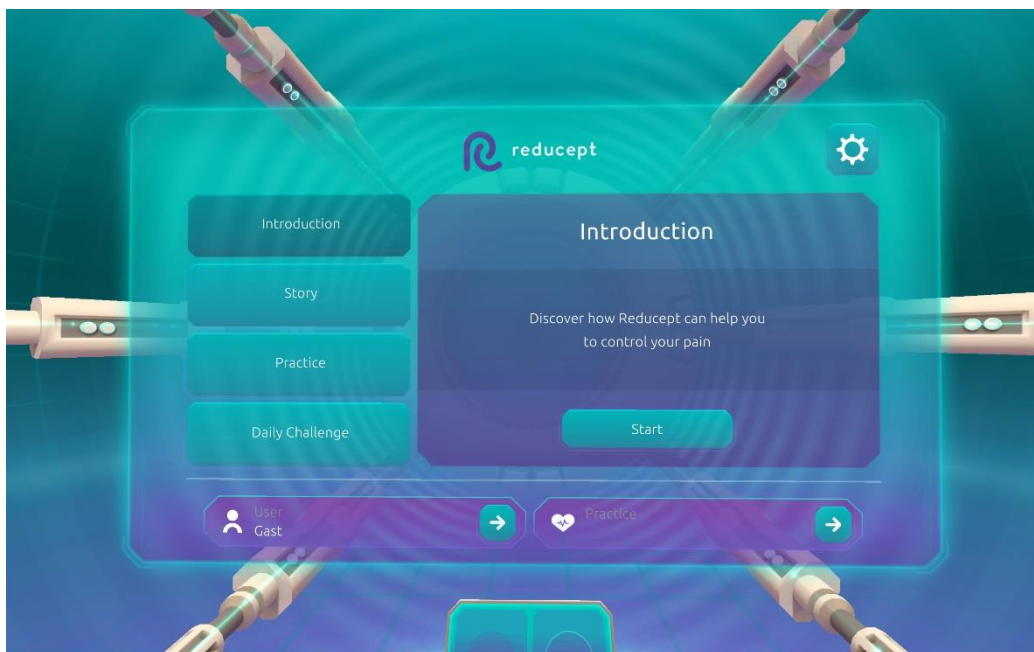 reducept
Introduction
Story
Practice
Daily Challenge
Introduction
Discover how Reducept can help you
to control your pain
Start
User
Gast
Practice